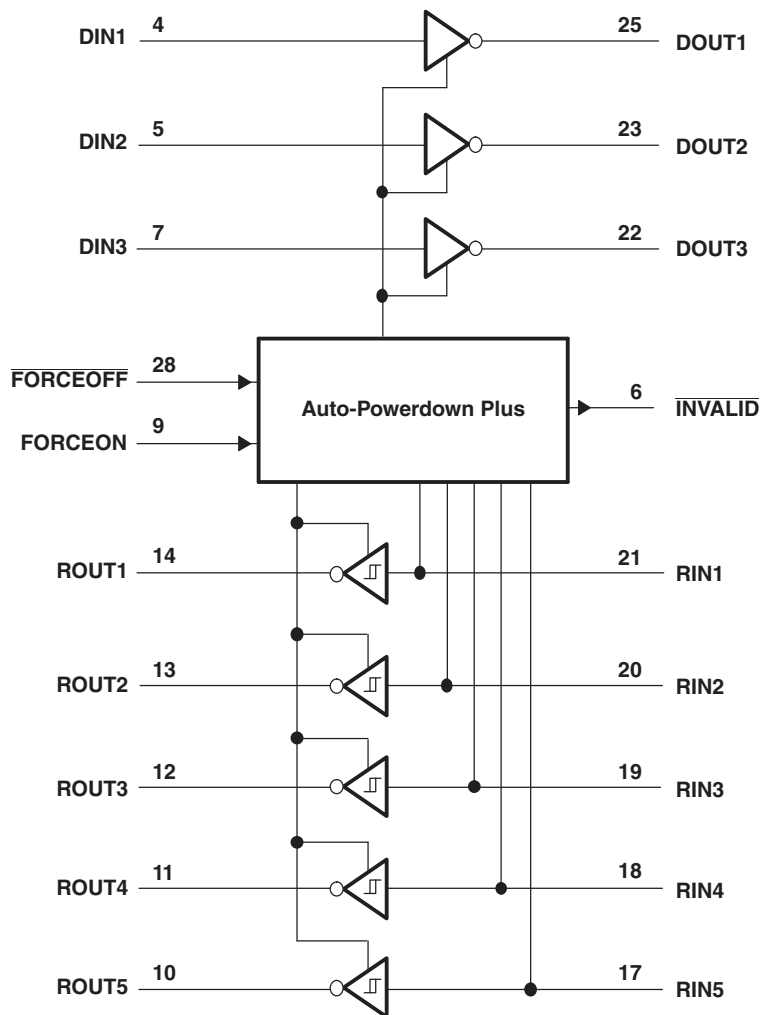 DIN1 4 25 DOUT1
DIN2 5 23 DOUT2
DIN3 7 22 DOUT3
FORCEOFF 28
Auto-Powerdown Plus
6 INVALID
FORCEON 9
ROUT1 14 21 RIN1
ROUT2 13 20 RIN2
ROUT3 12 19 RIN3
ROUT4 11 18 RIN4
ROUT5 10 17 RIN5